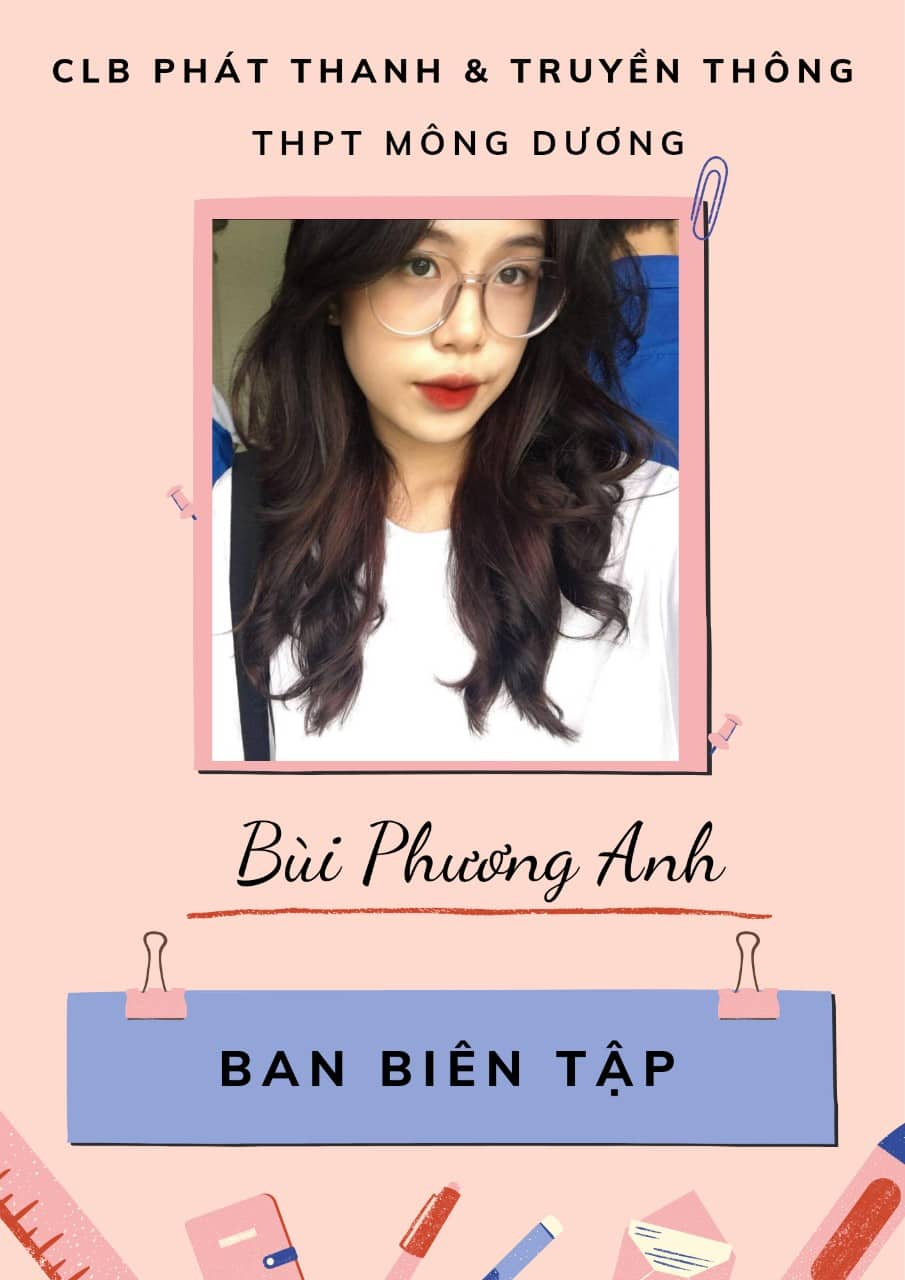 CLB PHÁT THANH & TRUYỀN THÔNG
THPT MÔNG DƯƠNG
Bùi Phương Anh
BAN BIÊN TẬP